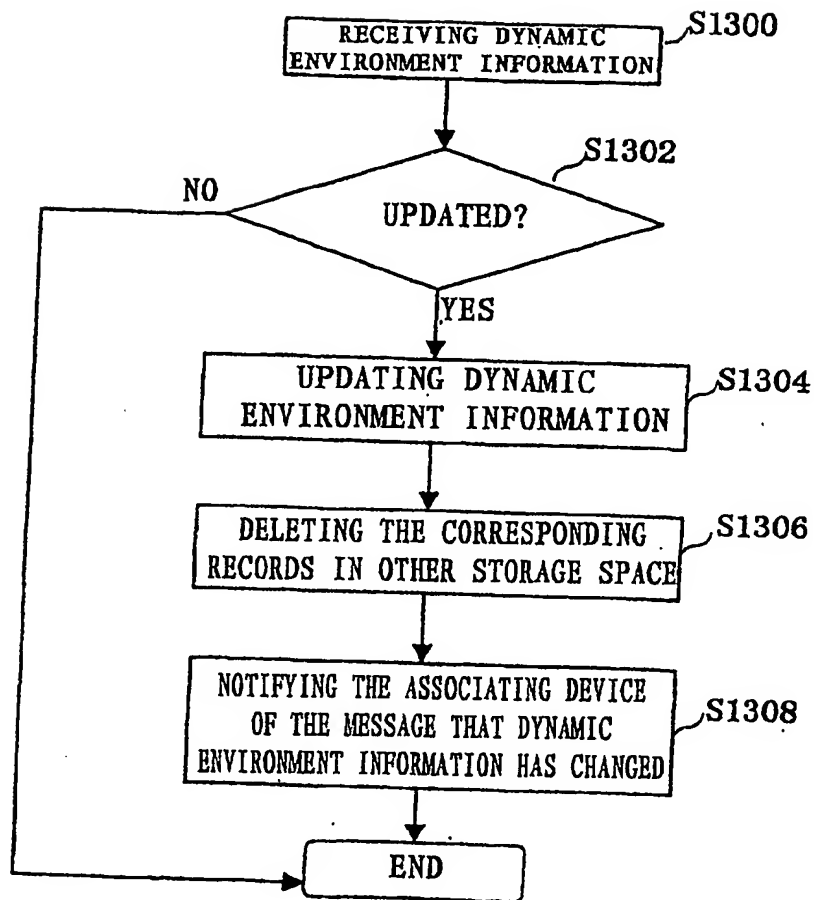 RECEIVING DYNAMIC
ENVIRONMENT INFORMATION
S1300
S1302
NO
UPDATED?
YES
UPDATING DYNAMIC
ENVIRONMENT INFORMATION
S1304
DELETING THE CORRESPONDING
RECORDS IN OTHER STORAGE SPACE
S1306
NOTIFYING THE ASSOCIATING DEVICE
OF THE MESSAGE THAT DYNAMIC
ENVIRONMENT INFORMATION HAS CHANGED
S1308
END